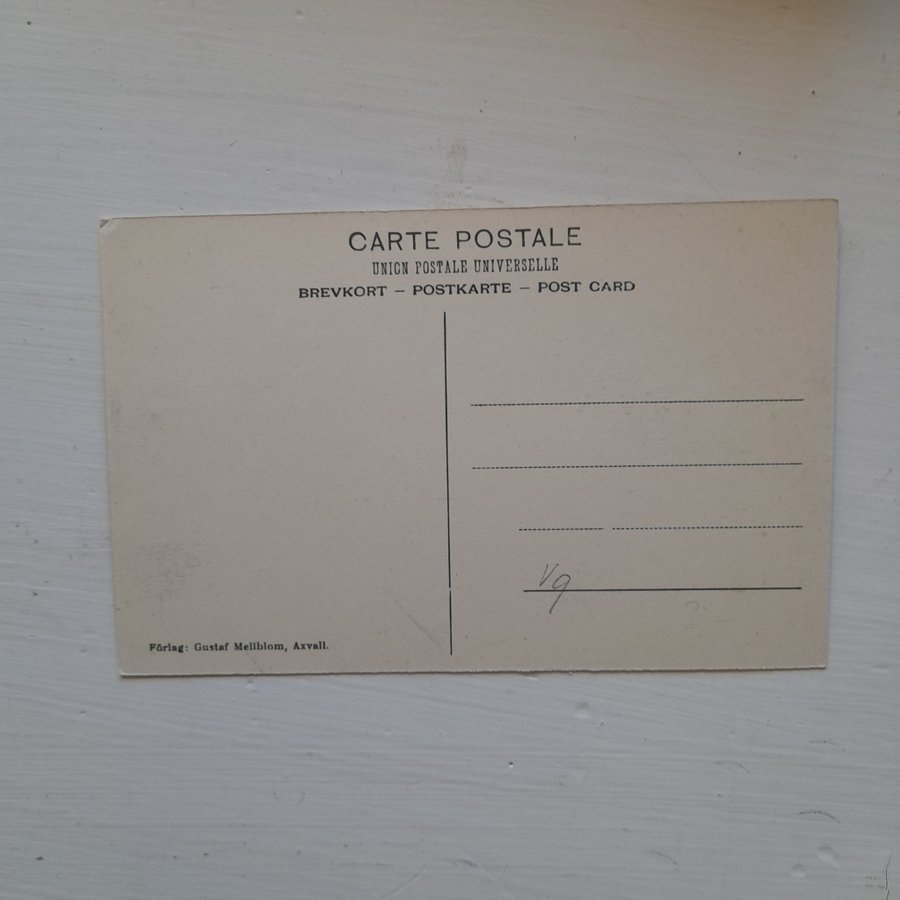 CARTE POSTALE
UNION POSTALE UNIVERSELLE
BREVKORT – POSTKARTE – POST CARD
Vg
Förlag: Gustaf Mellblom, Axvall.